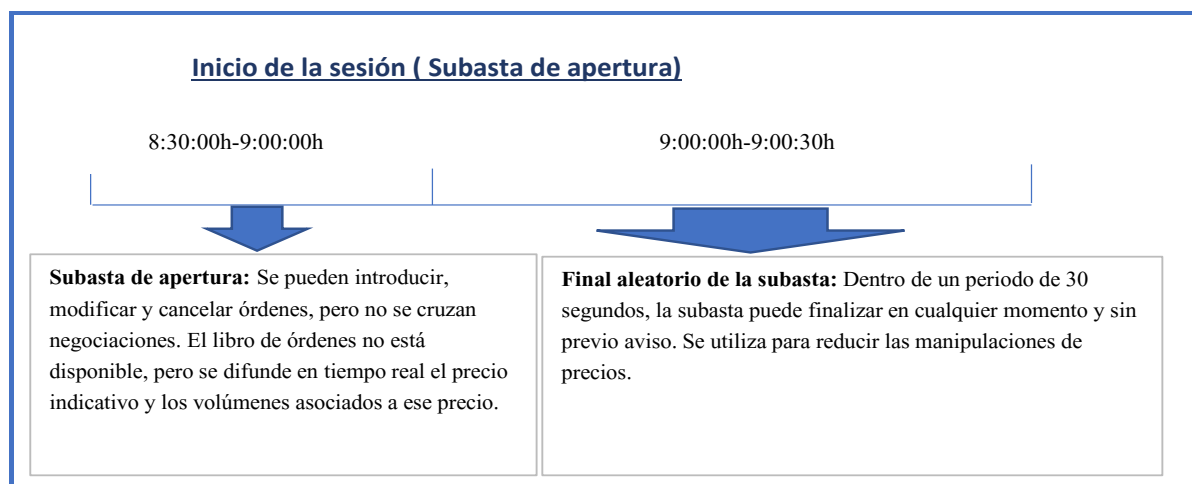 Inicio de la sesión ( Subasta de apertura)
8:30:00h-9:00:00h
9:00:00h-9:00:30h
Subasta de apertura: Se pueden introducir,
modificar y cancelar órdenes, pero no se cruzan
negociaciones. El libro de órdenes no está
disponible, pero se difunde en tiempo real el precio
indicativo y los volúmenes asociados a ese precio.
Final aleatorio de la subasta: Dentro de un periodo de 30
segundos, la subasta puede finalizar en cualquier momento y sin
previo aviso. Se utiliza para reducir las manipulaciones de
precios.